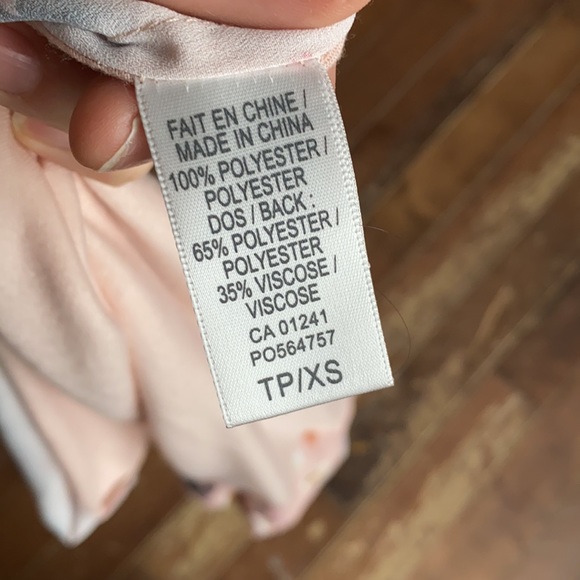 FAIT EN CHINE /
MADE IN CHINA
100% POLYESTER /
POLYESTER
DOS / BACK :
65% POLYESTER /
POLYESTER
35% VISCOSE /
VISCOSE
CA 01241
PO564757
TP/XS